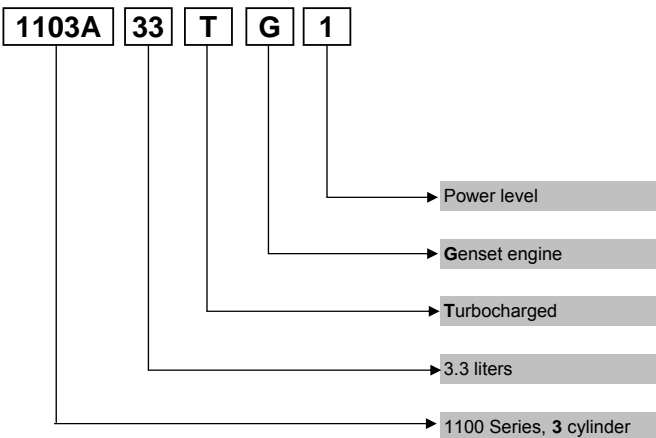 1103A 33 T G 1
Power level
Genset engine
Turbocharged
3.3 liters
1100 Series, 3 cylinder